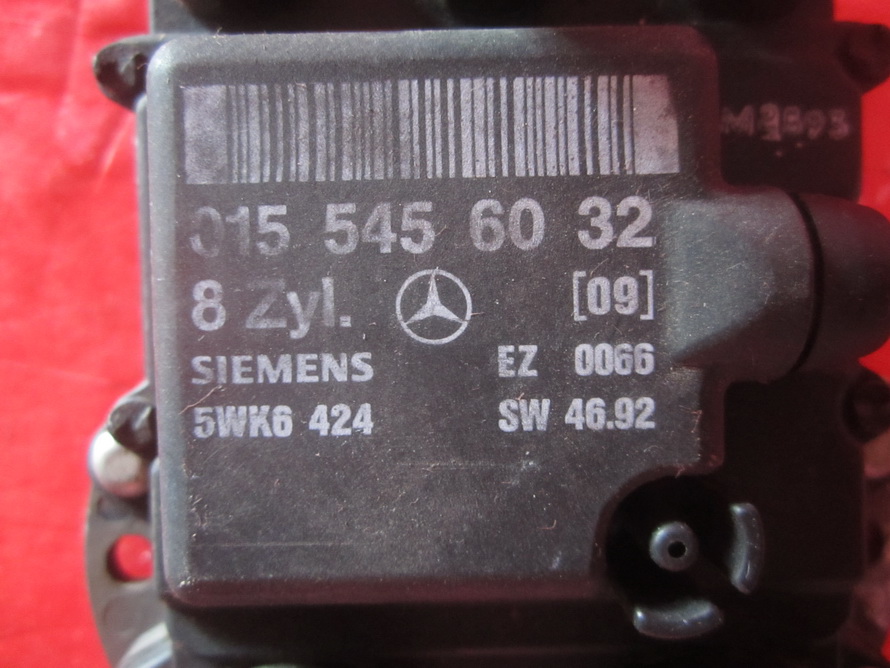 015 545 60 32
8 Zyl. [09]
SIEMENS EZ 0066
5WK6 424 SW 46.92